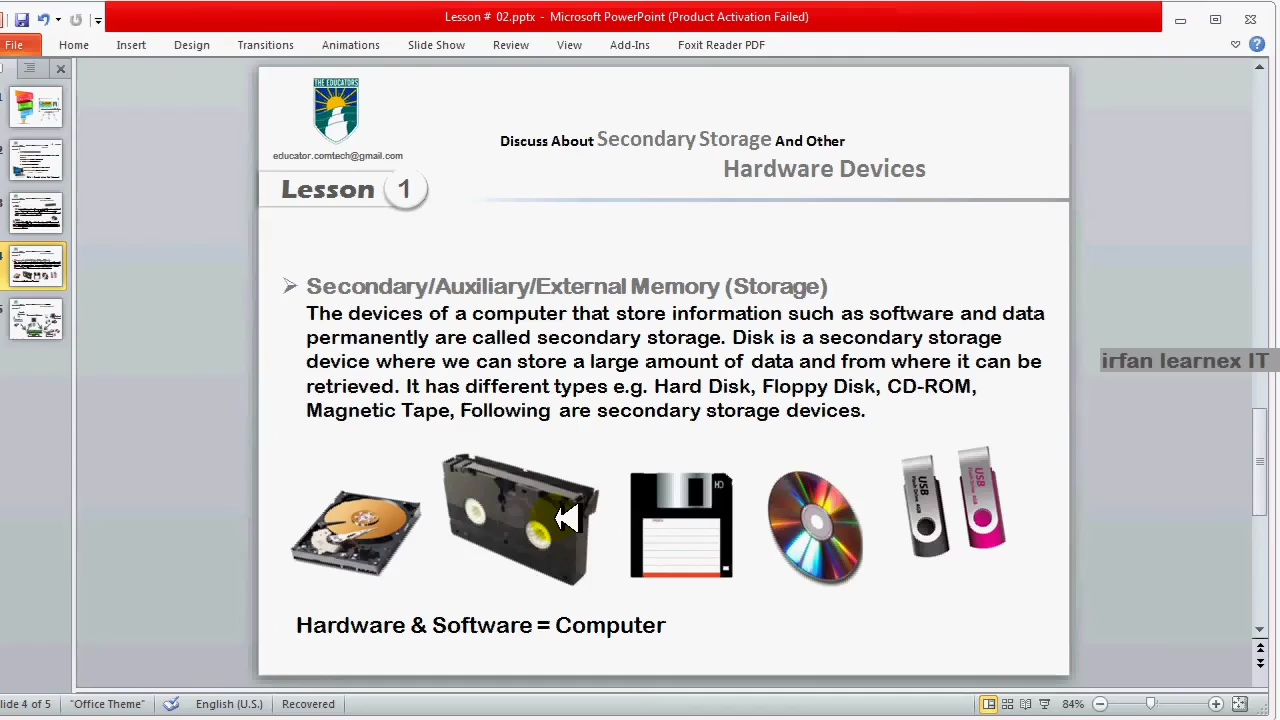 Lesson # 02.pptx - Microsoft PowerPoint (Product Activation Failed)
File Home Insert Design Transitions Animations Slide Show Review View Add-Ins Foxit Reader PDF
THE EDUCATORS
educator.comtech@gmail.com
Discuss About Secondary Storage And Other
Hardware Devices
Lesson 1
Secondary/Auxiliary/External Memory (Storage)
The devices of a computer that store information such as software and data
permanently are called secondary storage. Disk is a secondary storage
device where we can store a large amount of data and from where it can be
retrieved. It has different types e.g. Hard Disk, Floppy Disk, CD-ROM,
Magnetic Tape, Following are secondary storage devices.
irfan learnex IT
USB
USB
Hardware & Software = Computer
lide 4 of 5 "Office Theme" English (U.S.) Recovered 84%